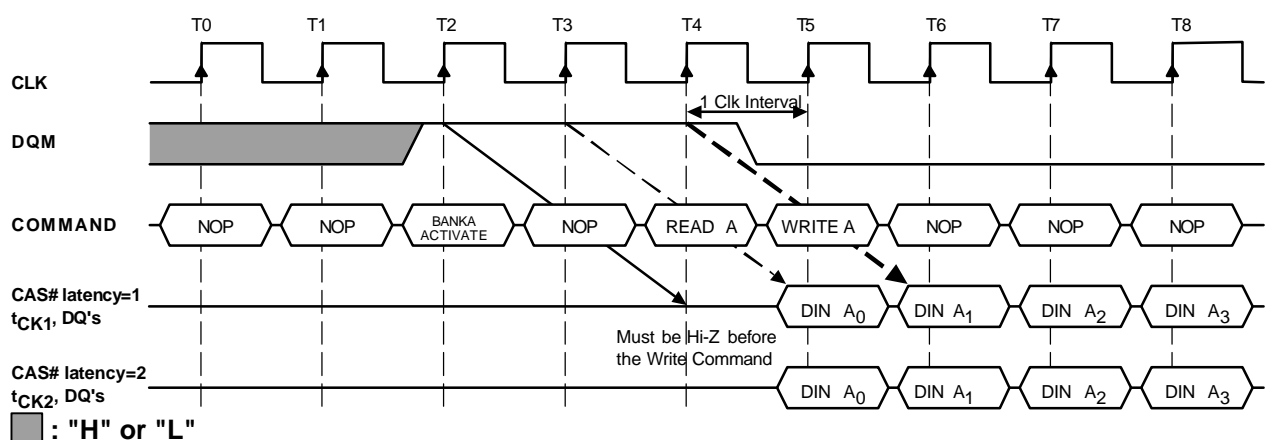 T0 T1 T2 T3 T4 T5 T6 T7 T8
CLK
1 Clk Interval
DQM
COMMAND
NOP NOP BANKA ACTIVATE NOP READ A WRITE A NOP NOP NOP
CAS# latency=1
tCK1, DQ's
DIN A0 DIN A1 DIN A2 DIN A3
Must be Hi-Z before
the Write Command
CAS# latency=2
tCK2, DQ's
DIN A0 DIN A1 DIN A2 DIN A3
: "H" or "L"